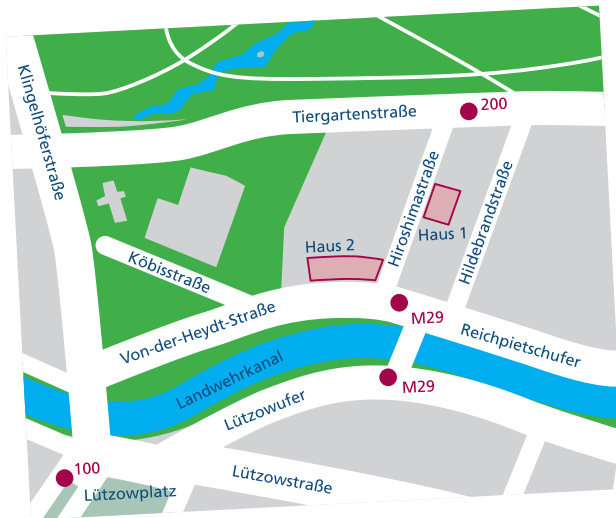 Klingelhöferstraße
Tiergartenstraße
200
Hiroshimastraße
Hildebrandstraße
Haus 1
Haus 2
Köbisstraße
Von-der-Heydt-Straße
M29
Reichpietschufer
Landwehrkanal
M29
Lützowufer
100
Lützowplatz
Lützowstraße